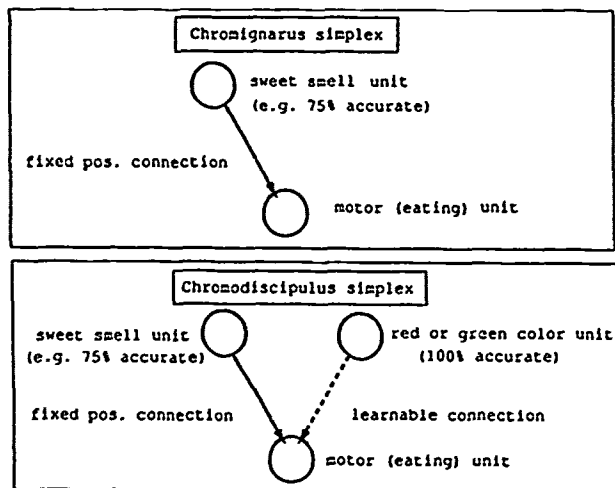 Chromignarus simplex
sweet smell unit
(e.g. 75% accurate)
fixed pos. connection
motor (eating) unit
Chromodiscipulus simplex
sweet smell unit
(e.g. 75% accurate)
red or green color unit
(100% accurate)
fixed pos. connection
learnable connection
motor (eating) unit